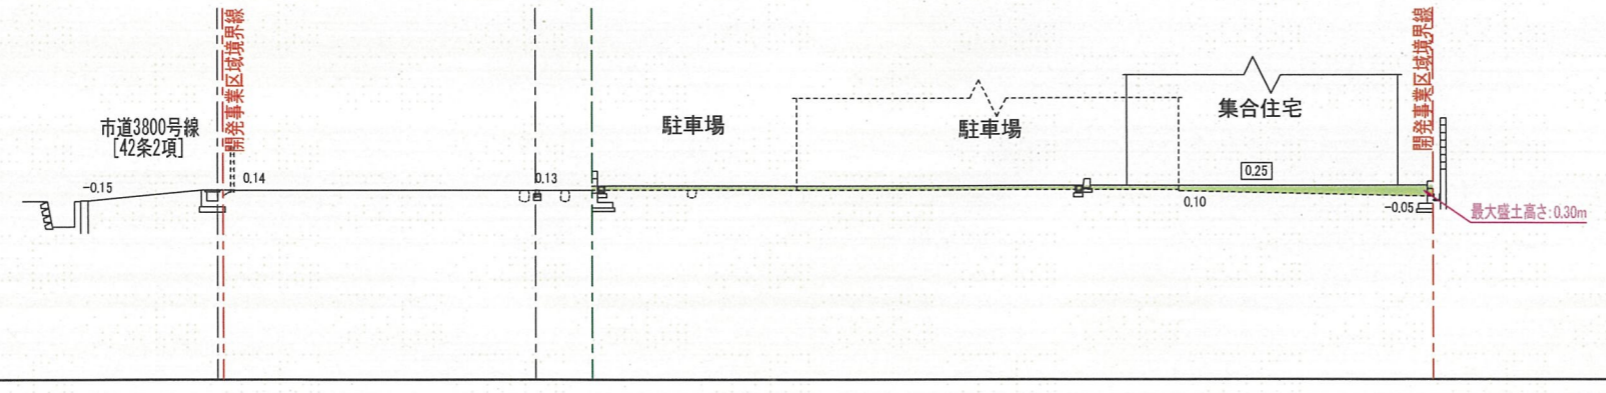 開発事業区域境界線
開発事業区域境界線
市道3800号線
[42条2項]
駐車場
駐車場
集合住宅
-0.15
0.14
0.13
0.25
0.10
-0.05
最大盛土高さ:0.30m